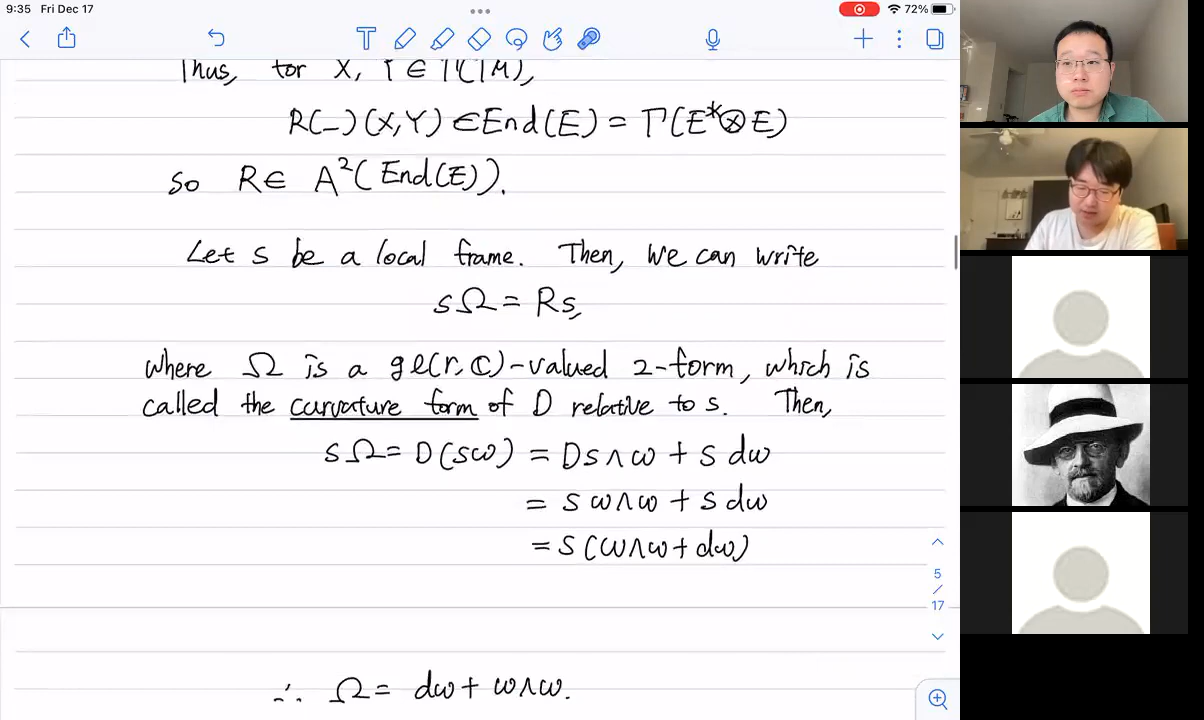 9:35 Fri Dec 17
72%
T
Thus, for X, Y ∈ Γ(TM),
R(–)(X,Y) ∈ End(E) = Γ(E*⊗E)
so R ∈ A²(End(E)).
Let s be a local frame. Then, we can write
sΩ = Rs,
where Ω is a gl(r, ℂ)-valued 2-form, which is
called the curvature form of D relative to s. Then,
sΩ = D(sω) = Ds∧ω + s dω
= s ω∧ω + s dω
= s(ω∧ω + dω)
5
/
17
∴ Ω = dω + ω∧ω.